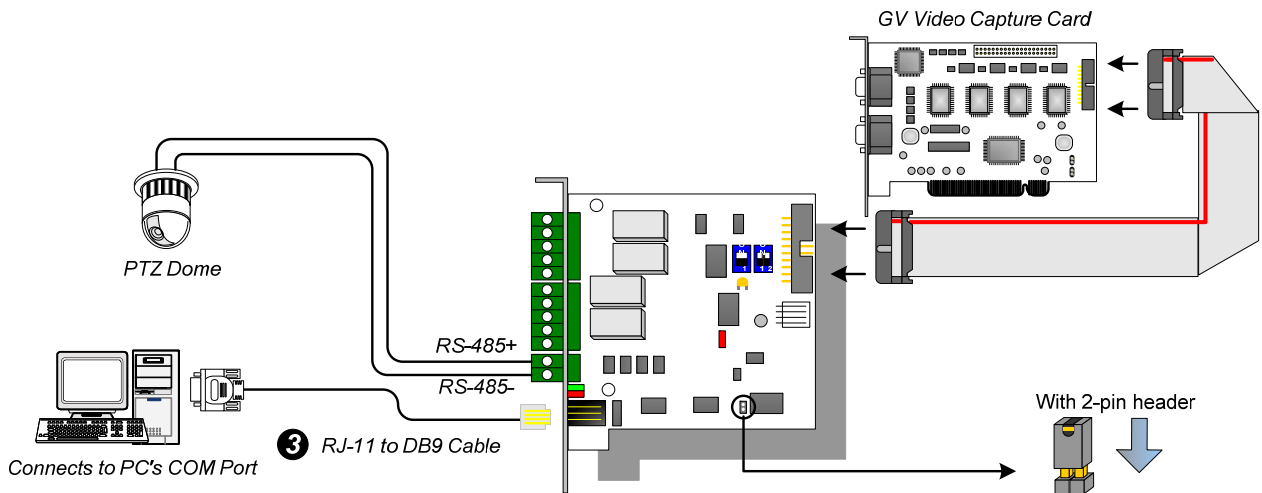 GV Video Capture Card
PTZ Dome
RS-485+
RS-485-
With 2-pin header
3 RJ-11 to DB9 Cable
Connects to PC's COM Port